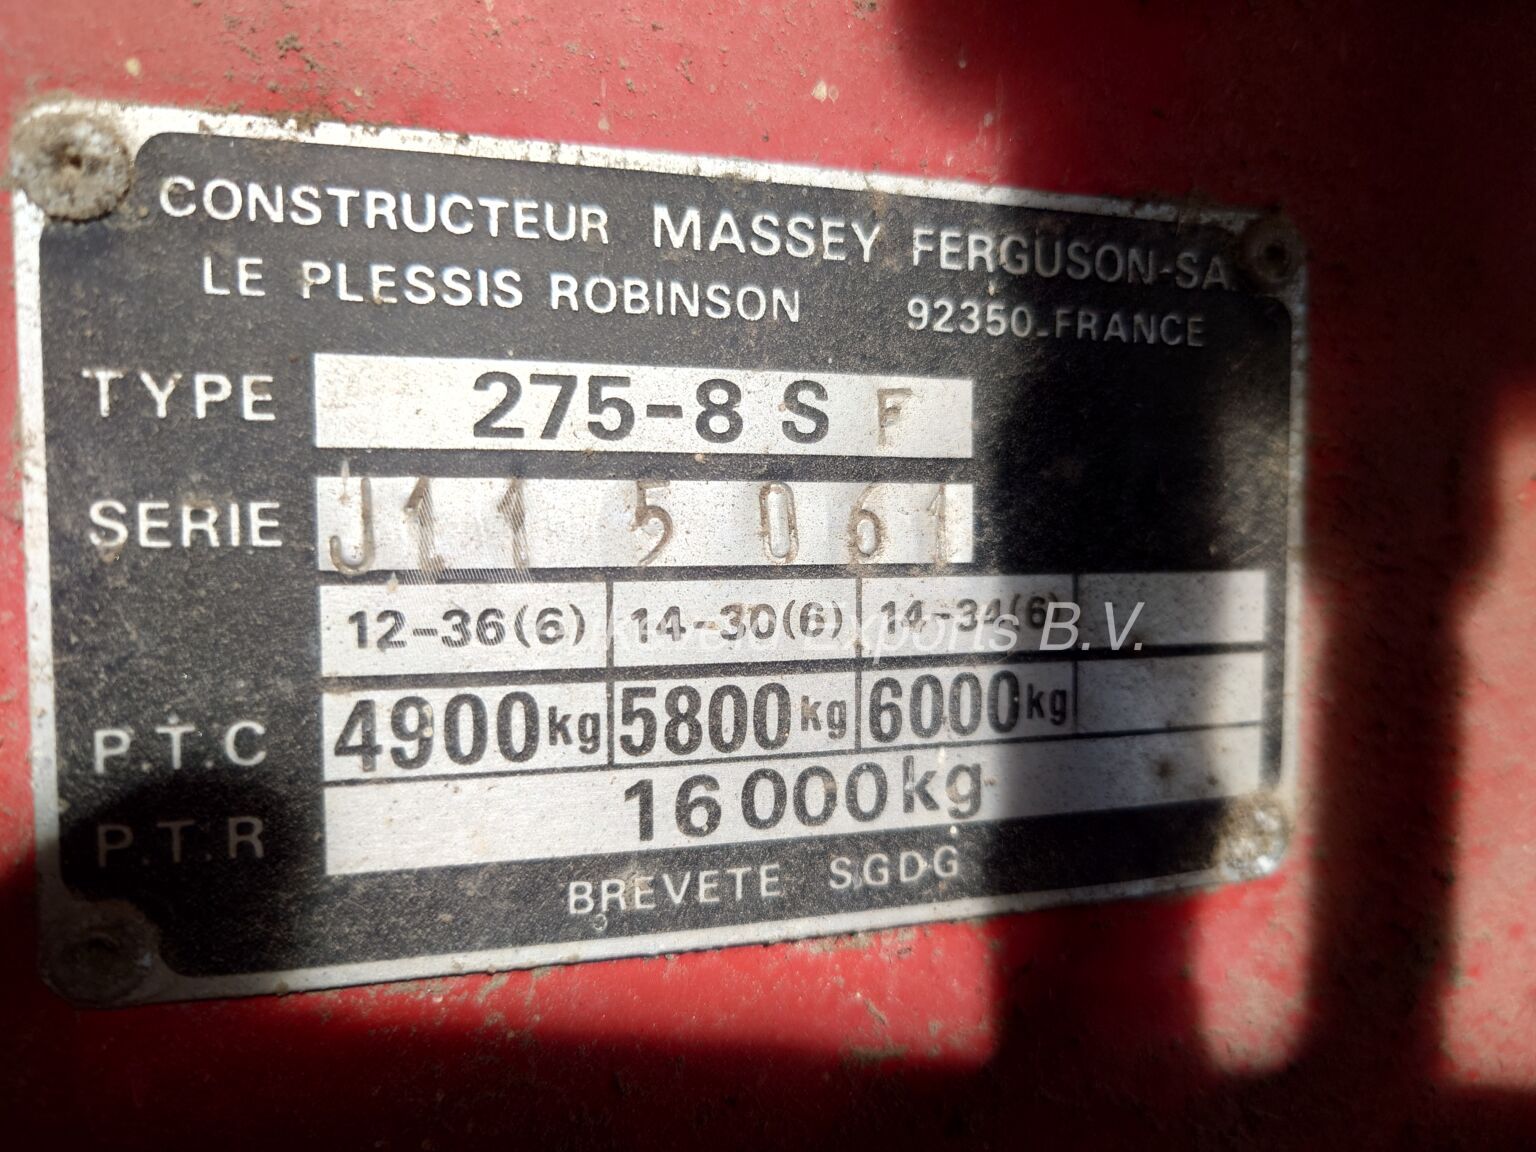 CONSTRUCTEUR MASSEY FERGUSON-SA.
LE PLESSIS ROBINSON 92350-FRANCE
TYPE 275-8 S F
SERIE J115061
12-36(6) 14-30(6) 14-34(6)
Exports B.V.
P.T.C 4900kg 5800kg 6000kg
P.T.R 16000kg
BREVETE S.G.D.G